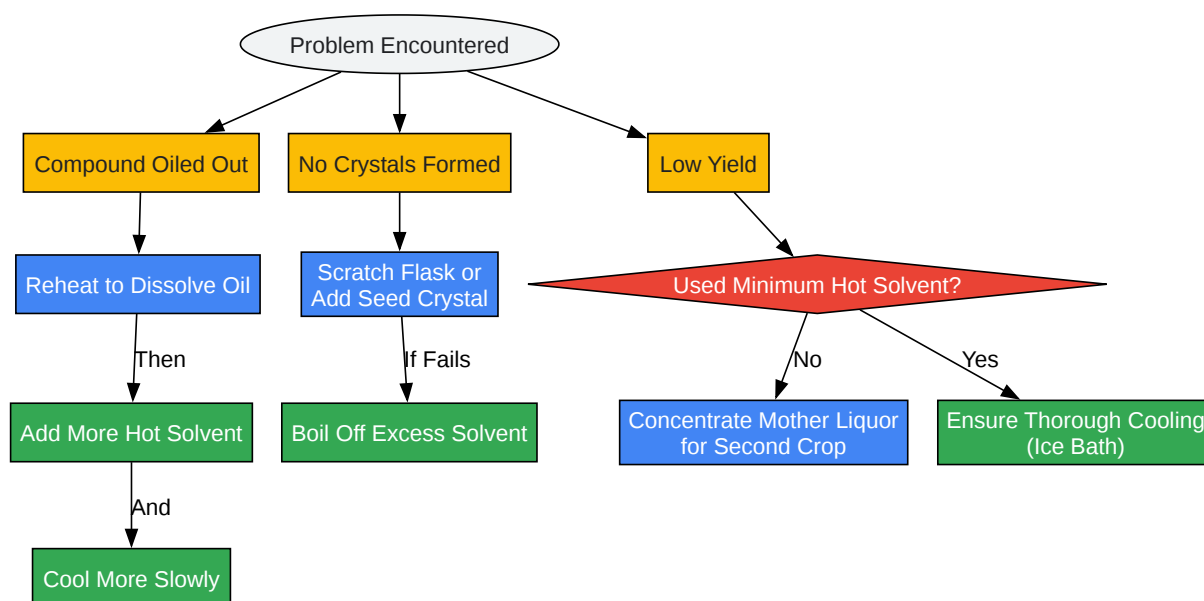 Problem Encountered
Compound Oiled Out
No Crystals Formed
Low Yield
Reheat to Dissolve Oil
Scratch Flask or
Add Seed Crystal
Used Minimum Hot Solvent?
Then
If Fails
No
Yes
Add More Hot Solvent
Boil Off Excess Solvent
Concentrate Mother Liquor
for Second Crop
Ensure Thorough Cooling
(Ice Bath)
And
Cool More Slowly